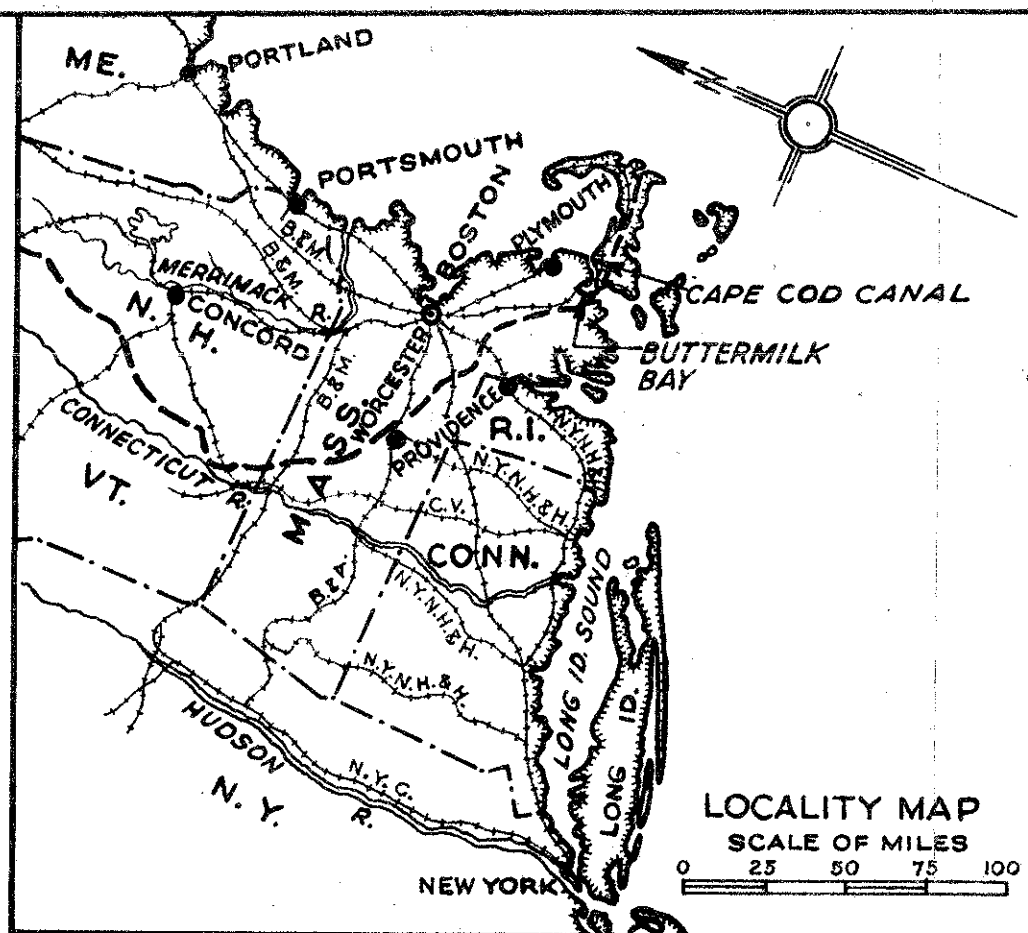 ME.
PORTLAND
N
PORTSMOUTH
BOSTON
PLYMOUTH
B.&M.
B.&M.
MERRIMACK
R.
N.
H.
CONCORD
CAPE COD CANAL
BUTTERMILK
BAY
B.&M.
WORCESTER
MASS.
PROVIDENCE
R.I.
N.Y.N.H.&H.
N.Y.N.H.&H.
CONNECTICUT
R.
VT.
C.V.
CONN.
B.&A.
N.Y.N.H.&H.
N.Y.N.H.&H.
LONG ID. SOUND
LONG
ID.
HUDSON
R.
N.Y.C.
N.Y.
NEW YORK
LOCALITY MAP
SCALE OF MILES
0 25 50 75 100